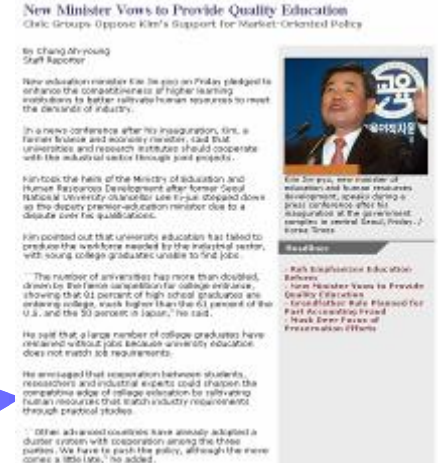 New Minister Vows to Provide Quality Education
Civic Groups Oppose Kim's Support for Market-Oriented Policy
By Chung Ah-young
Staff Reporter
New education minister Kim Jin-pyo on Friday pledged to
enhance the competitiveness of higher learning
institutions to better cultivate human resources to meet
the demands of industry.
In a news conference after his inauguration, Kim, a
former finance and economy minister, said that
universities and research institutes should cooperate
with the industrial sector through joint projects.
Kim took the helm of the Ministry of Education and
Human Resources Development after former Seoul
National University chancellor Lee Ki-jun stepped down
as the deputy premier-education minister due to a
dispute over his qualifications.
Kim pointed out that university education has failed to
produce the workforce needed by the industrial sector,
with young college graduates unable to find jobs.
``The number of universities has more than doubled,
driven by the fierce competition for college entrance,
showing that 81 percent of high school graduates are
entering college, much higher than the 61 percent of the
U.S. and the 50 percent in Japan,'' he said.
He said that a large number of college graduates have
remained without jobs because university education
does not match job requirements.
He envisaged that cooperation between students,
researchers and industrial experts could sharpen the
competitive edge of college education by cultivating
human resources that match industry requirements
through practical studies.
``Other advanced countries have already adopted a
cluster system with cooperation among the three
parties. We have to push the policy, although the move
comes a little late,'' he added.
Kim Jin-pyo, new minister of
education and human resources
development, speaks during a
press conference after his
inauguration at the government
complex in central Seoul, Friday. /
Korea Times
Headlines
- Roh Emphasizes Education
Reform
- New Minister Vows to Provide
Quality Education
- Grandfather Rule Planned for
Past Accounting Fraud
- Musk Deer Focus of
Preservation Efforts